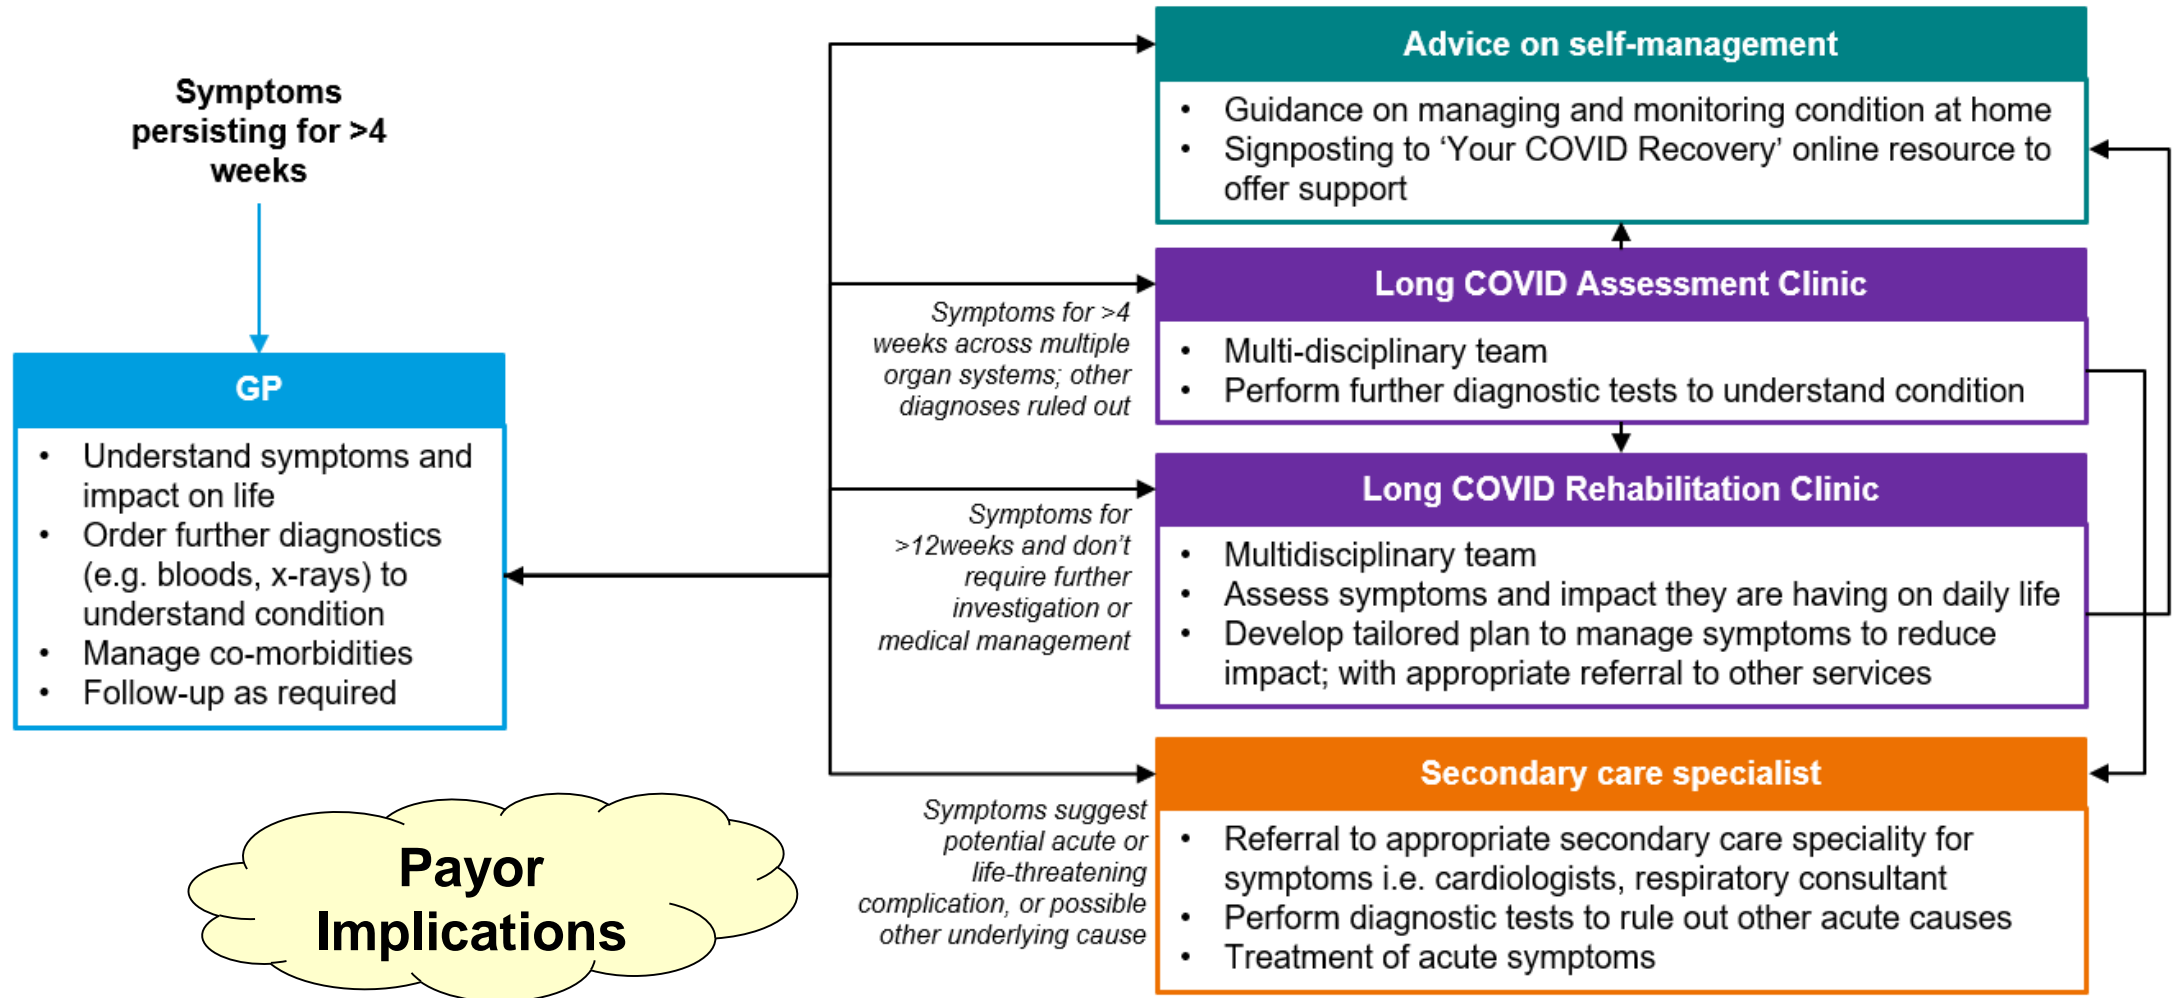 Symptoms
persisting for >4
weeks
GP
• Understand symptoms and
impact on life
• Order further diagnostics
(e.g. bloods, x-rays) to
understand condition
• Manage co-morbidities
• Follow-up as required
Payor
Implications
Advice on self-management
• Guidance on managing and monitoring condition at home
• Signposting to ‘Your COVID Recovery’ online resource to
offer support
Symptoms for >4
weeks across multiple
organ systems; other
diagnoses ruled out
Long COVID Assessment Clinic
• Multi-disciplinary team
• Perform further diagnostic tests to understand condition
Symptoms for
>12weeks and don’t
require further
investigation or
medical management
Long COVID Rehabilitation Clinic
• Multidisciplinary team
• Assess symptoms and impact they are having on daily life
• Develop tailored plan to manage symptoms to reduce
impact; with appropriate referral to other services
Symptoms suggest
potential acute or
life-threatening
complication, or possible
other underlying cause
Secondary care specialist
• Referral to appropriate secondary care speciality for
symptoms i.e. cardiologists, respiratory consultant
• Perform diagnostic tests to rule out other acute causes
• Treatment of acute symptoms